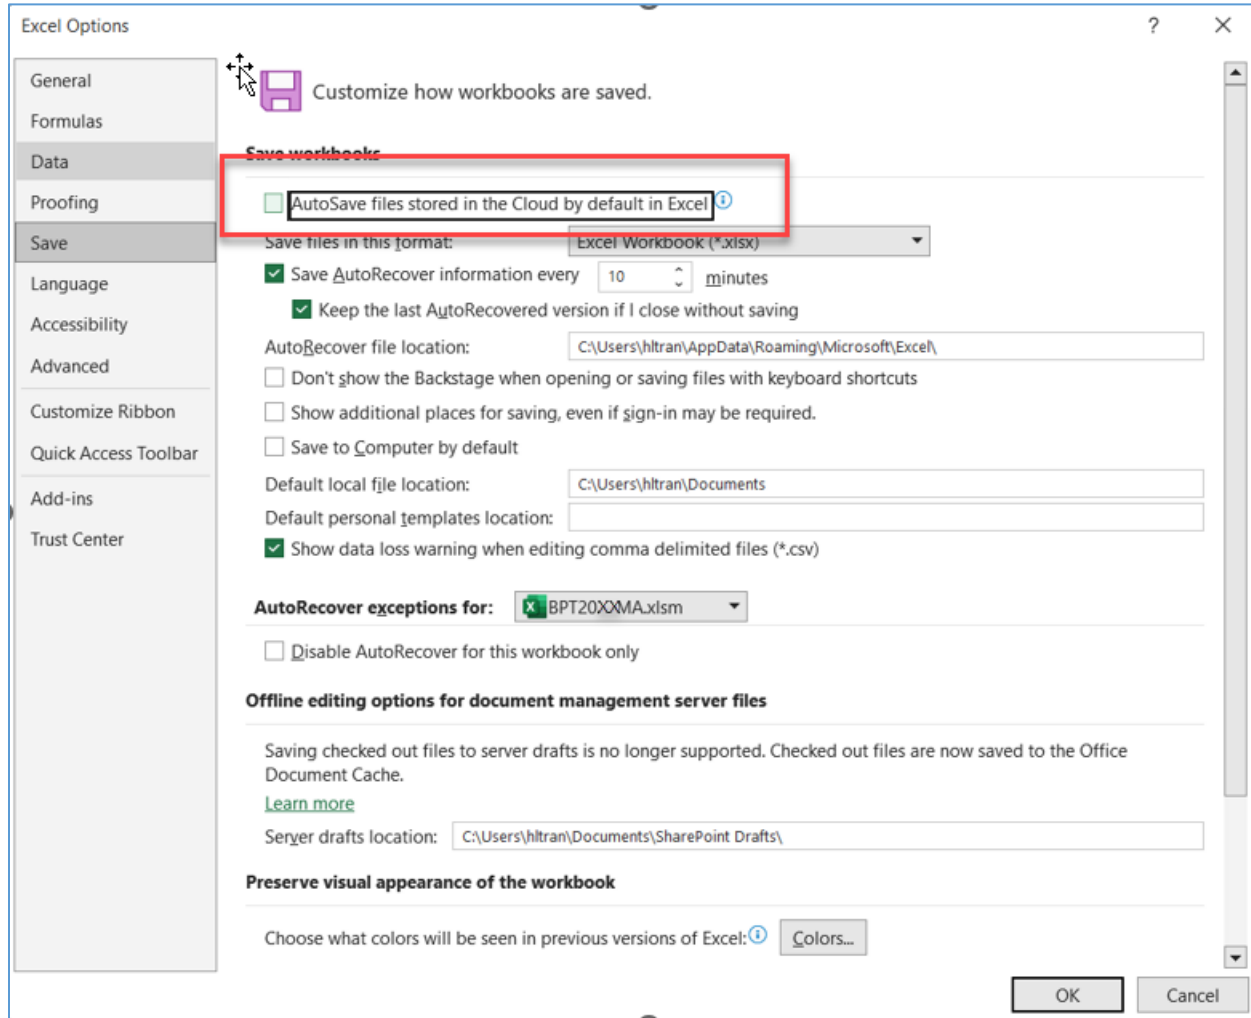 Excel Options
?
General
Formulas
Data
Proofing
Save
Language
Accessibility
Advanced
Customize Ribbon
Quick Access Toolbar
Add-ins
Trust Center
Customize how workbooks are saved.
Save workbooks
AutoSave files stored in the Cloud by default in Excel
Save files in this format: Excel Workbook (*.xlsx)
Save AutoRecover information every 10 minutes
Keep the last AutoRecovered version if I close without saving
AutoRecover file location: C:\Users\hltran\AppData\Roaming\Microsoft\Excel\
Don't show the Backstage when opening or saving files with keyboard shortcuts
Show additional places for saving, even if sign-in may be required.
Save to Computer by default
Default local file location: C:\Users\hltran\Documents
Default personal templates location:
Show data loss warning when editing comma delimited files (*.csv)
AutoRecover exceptions for: BPT20XXMA.xlsm
Disable AutoRecover for this workbook only
Offline editing options for document management server files
Saving checked out files to server drafts is no longer supported. Checked out files are now saved to the Office
Document Cache.
Learn more
Server drafts location: C:\Users\hltran\Documents\SharePoint Drafts\
Preserve visual appearance of the workbook
Choose what colors will be seen in previous versions of Excel: Colors...
OK Cancel